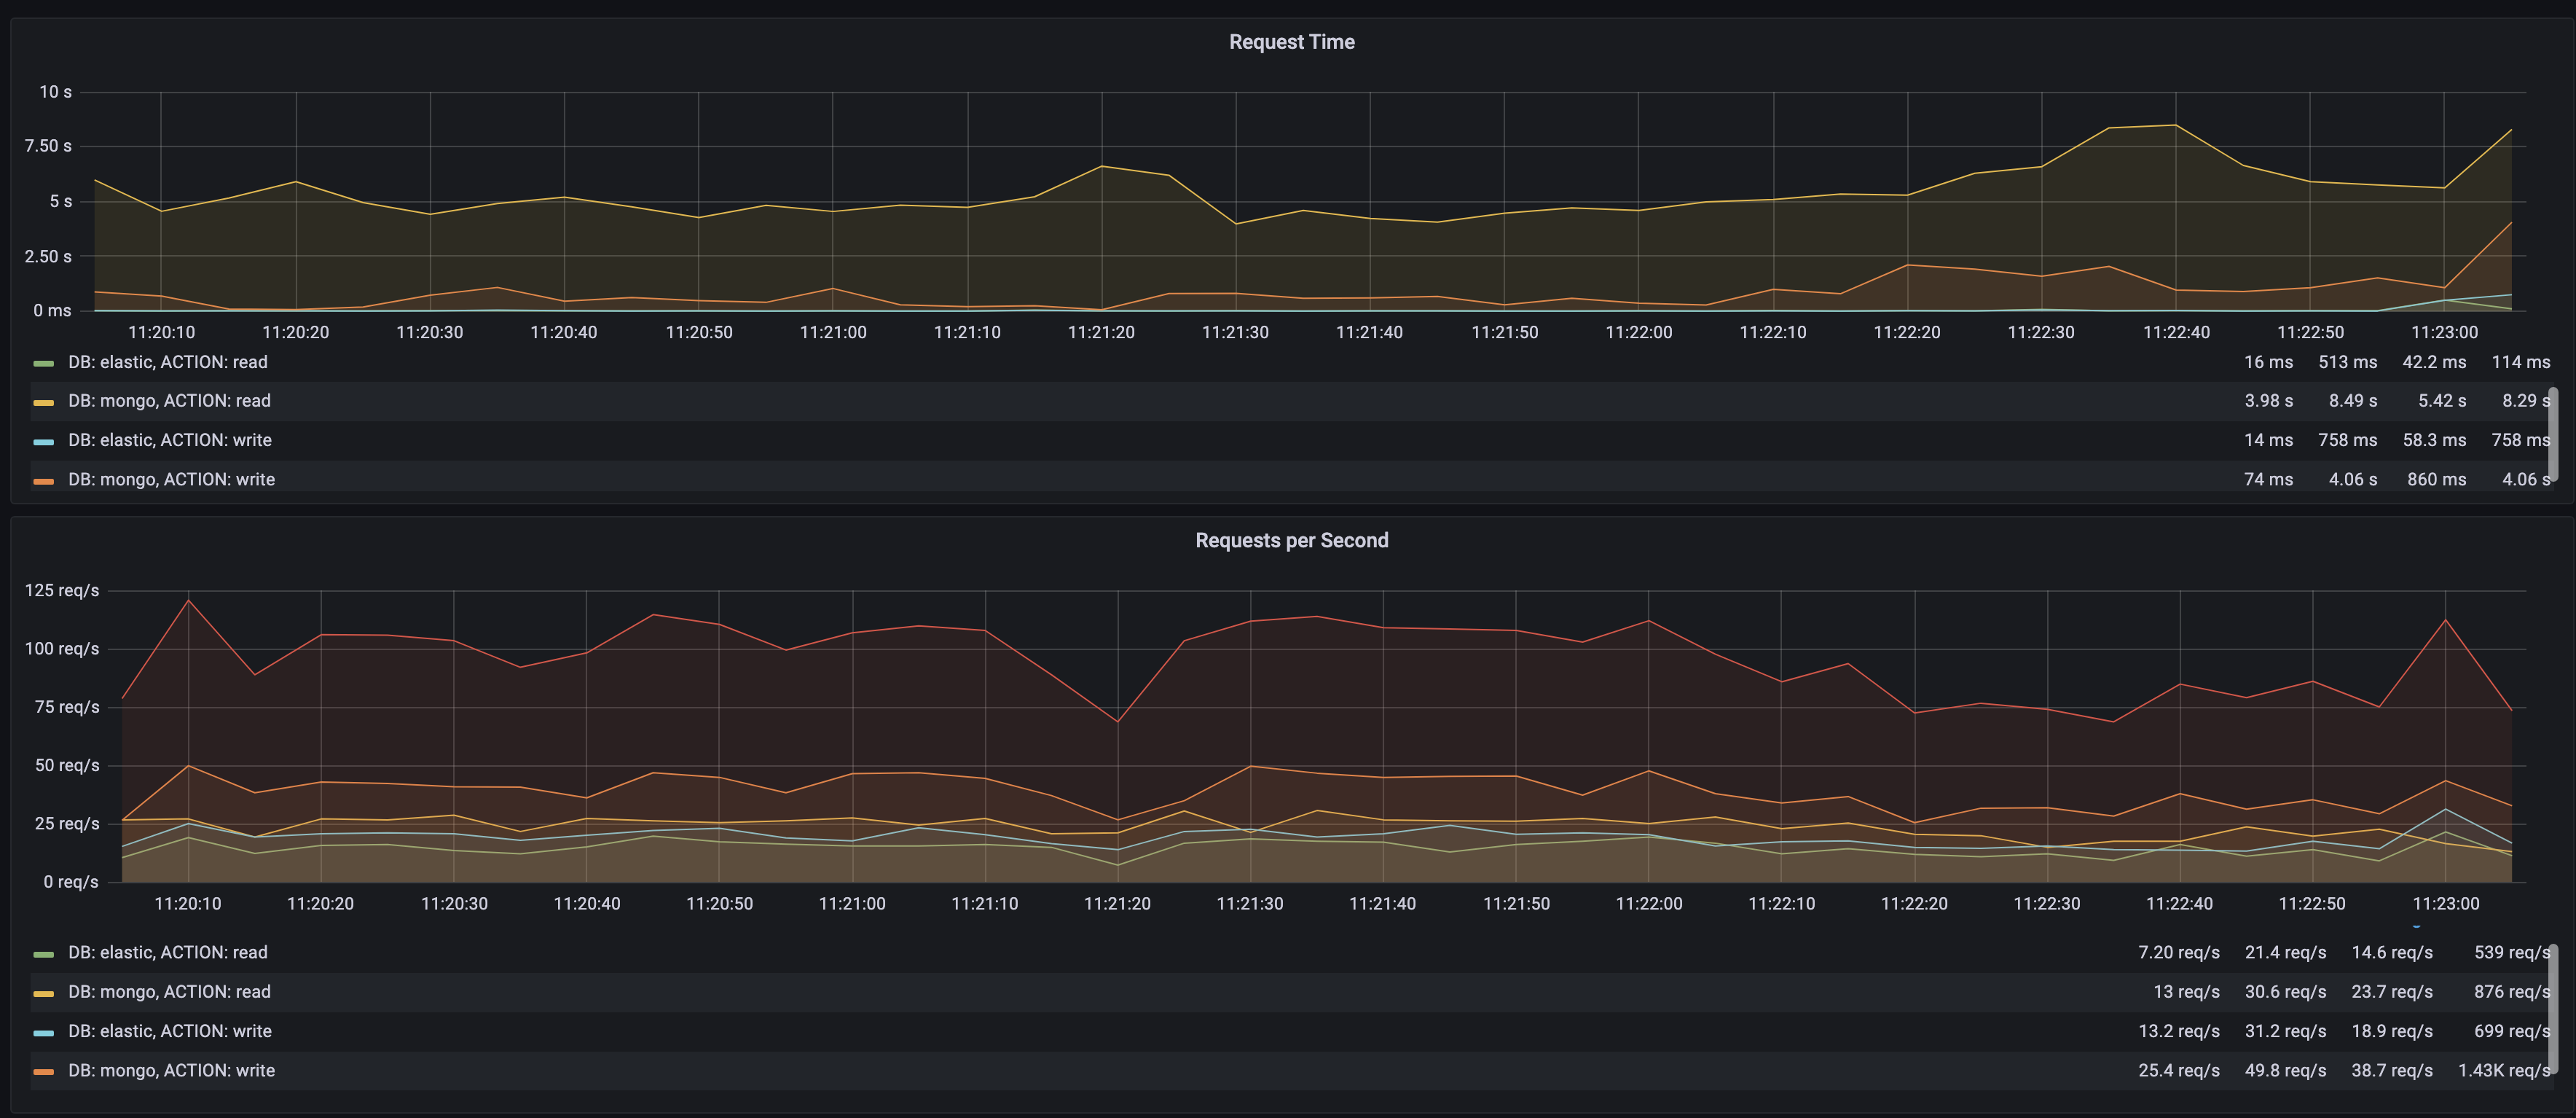 Request Time
10 s
7.50 s
5 s
2.50 s
0 ms
11:20:10 11:20:20 11:20:30 11:20:40 11:20:50 11:21:00 11:21:10 11:21:20 11:21:30 11:21:40 11:21:50 11:22:00 11:22:10 11:22:20 11:22:30 11:22:40 11:22:50 11:23:00
DB: elastic, ACTION: read 16 ms 513 ms 42.2 ms 114 ms
DB: mongo, ACTION: read 3.98 s 8.49 s 5.42 s 8.29 s
DB: elastic, ACTION: write 14 ms 758 ms 58.3 ms 758 ms
DB: mongo, ACTION: write 74 ms 4.06 s 860 ms 4.06 s
Requests per Second
125 req/s
100 req/s
75 req/s
50 req/s
25 req/s
0 req/s
11:20:10 11:20:20 11:20:30 11:20:40 11:20:50 11:21:00 11:21:10 11:21:20 11:21:30 11:21:40 11:21:50 11:22:00 11:22:10 11:22:20 11:22:30 11:22:40 11:22:50 11:23:00
DB: elastic, ACTION: read 7.20 req/s 21.4 req/s 14.6 req/s 539 req/s
DB: mongo, ACTION: read 13 req/s 30.6 req/s 23.7 req/s 876 req/s
DB: elastic, ACTION: write 13.2 req/s 31.2 req/s 18.9 req/s 699 req/s
DB: mongo, ACTION: write 25.4 req/s 49.8 req/s 38.7 req/s 1.43K req/s